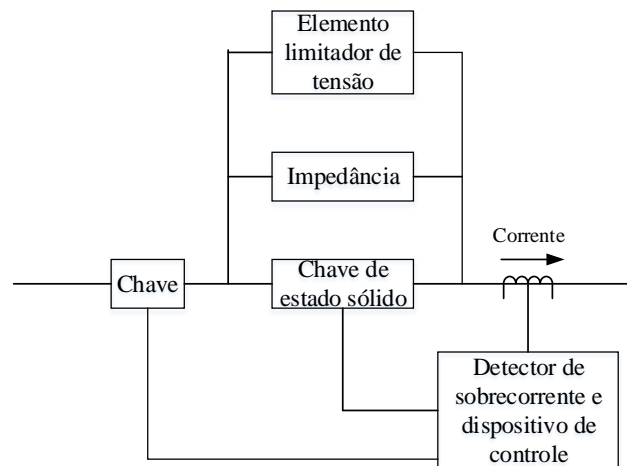 Elemento
limitador de
tensão
Impedância
Corrente
Chave
Chave de
estado sólido
Detector de
sobrecorrente e
dispositivo de
controle